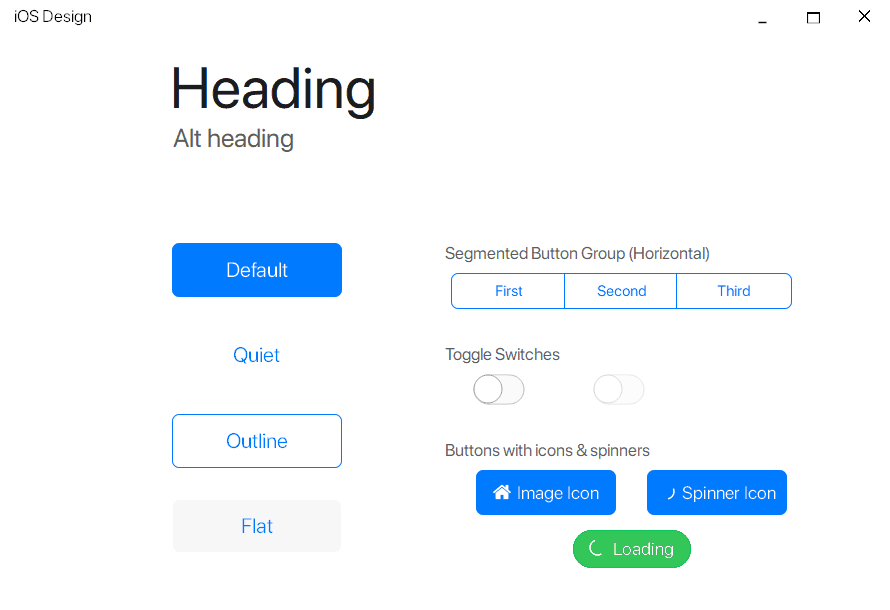 iOS Design
Heading
Alt heading
Default
Quiet
Outline
Flat
Segmented Button Group (Horizontal)
First Second Third
Toggle Switches
Buttons with icons & spinners
Image Icon Spinner Icon
Loading